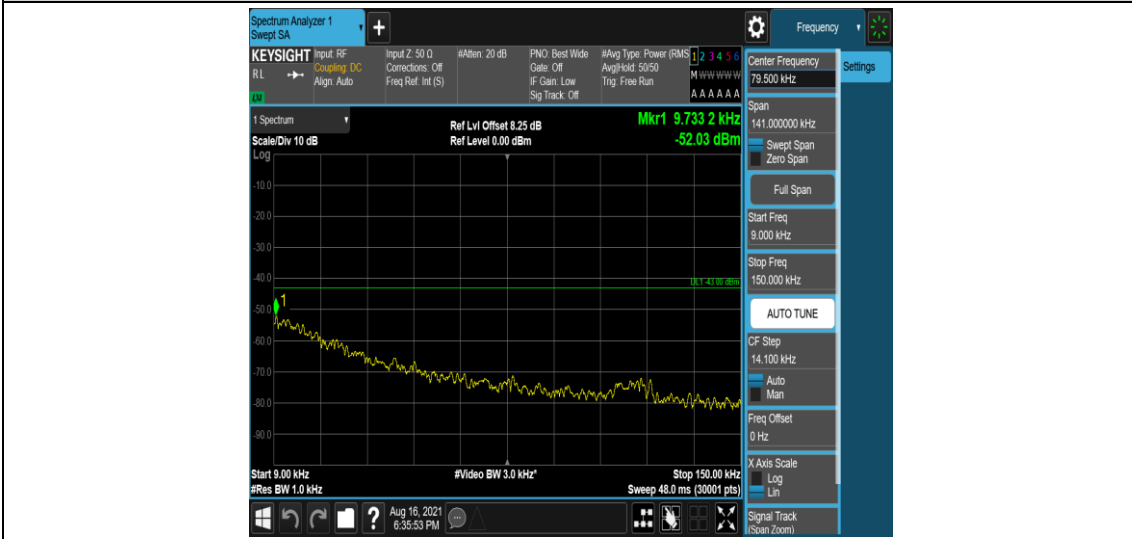 Spectrum Analyzer 1
Swept SA
+
Frequency
KEYSIGHT
RL
Input: RF
Coupling: DC
Align: Auto
Input Z: 50 Ω
Corrections: Off
Freq Ref: Int (S)
#Atten: 20 dB
PNO: Best Wide
Gate: Off
IF Gain: Low
Sig Track: Off
#Avg Type: Power (RMS
Avg|Hold: 50/50
Trig: Free Run
1 2 3 4 5 6
M W W W W W
A A A A A A
1 Spectrum
Scale/Div 10 dB
Ref Lvl Offset 8.25 dB
Ref Level 0.00 dBm
Mkr1 9.733 2 kHz
-52.03 dBm
Log
-10.0
-20.0
-30.0
-40.0
-50.0
-60.0
-70.0
-80.0
-90.0
DL1 -43.00 dBm
1
Start 9.00 kHz
#Res BW 1.0 kHz
#Video BW 3.0 kHz*
Stop 150.00 kHz
Sweep 48.0 ms (30001 pts)
?
Aug 16, 2021
6:35:53 PM
Center Frequency
79.500 kHz
Settings
Span
141.000000 kHz
Swept Span
Zero Span
Full Span
Start Freq
9.000 kHz
Stop Freq
150.000 kHz
AUTO TUNE
CF Step
14.100 kHz
Auto
Man
Freq Offset
0 Hz
X Axis Scale
Log
Lin
Signal Track
(Span Zoom)